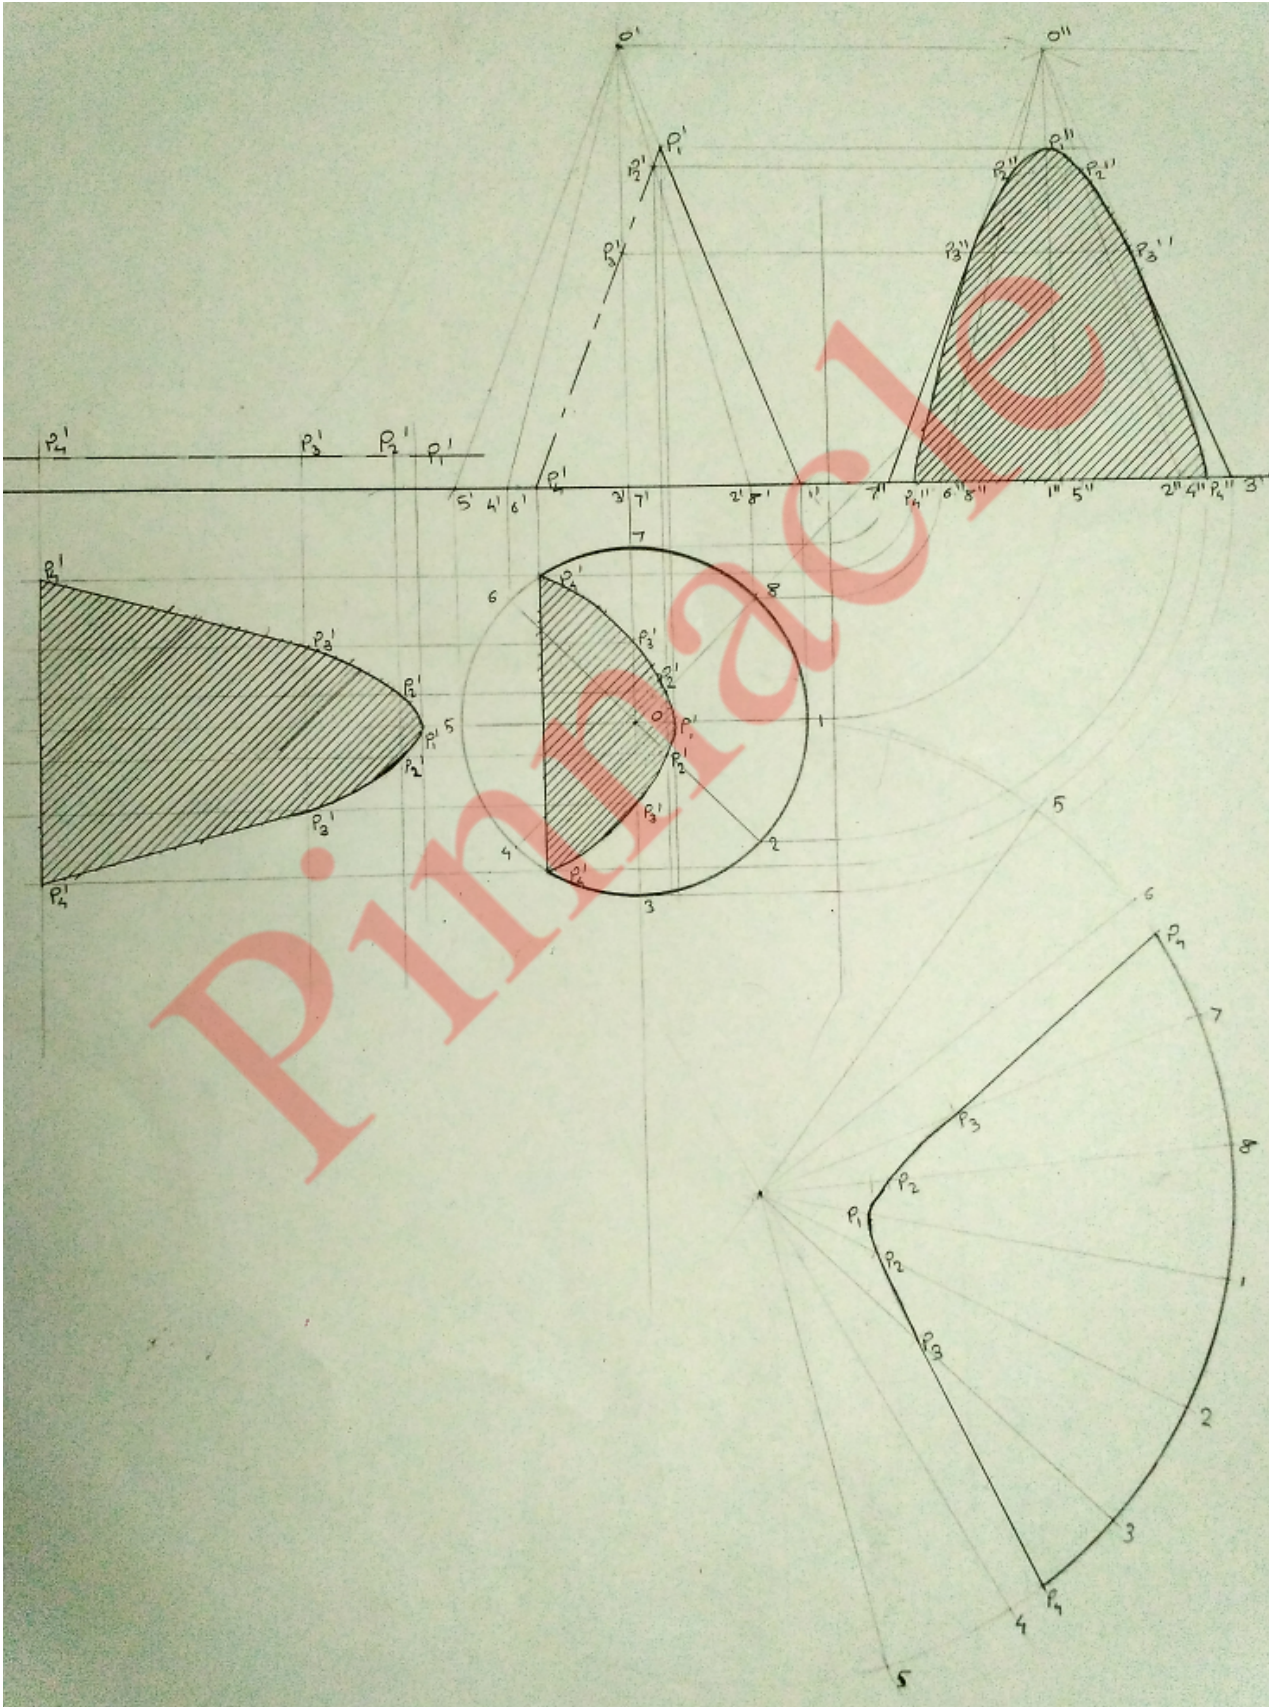 O' O"
P1' P1"
P2' P2" P2"
P3' P3" P3''
P4' P3' P2' P1'
5' 4' 6' P4' 3' 7' 2' 8' 1' 7" P4" 6" 8" 1" 5" 2" 4" P4" 3'
7
P4' P4'
6 8
P3' P3'
P2' P2'
5 O P1' 1
P1'
P2' P2'
P3' P3' 5
4 2
P4' P4' 6
3
P4
7
P3
8
P2
P1
P2
1
P3
2
3
P4
4
5
Pinnacle